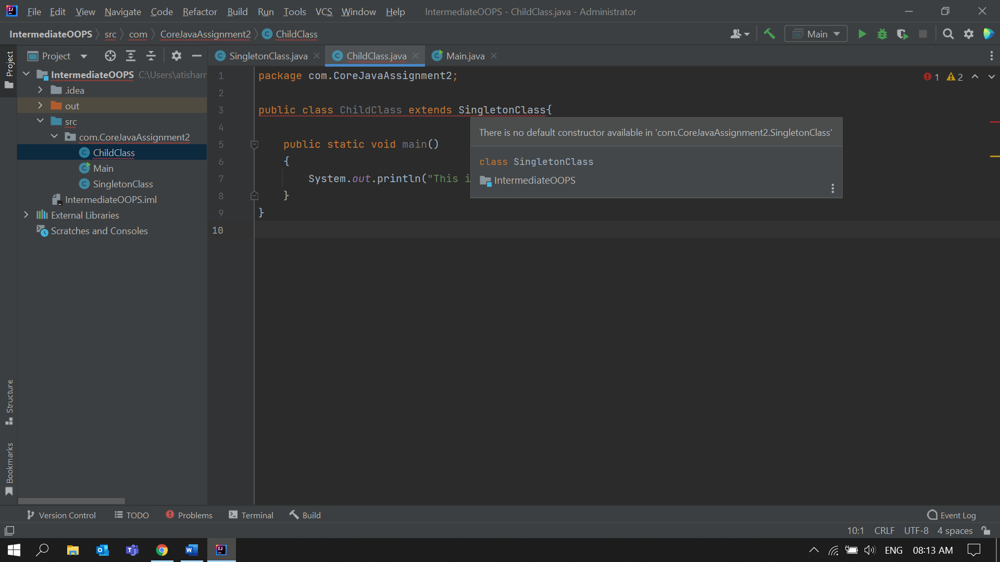 File Edit View Navigate Code Refactor Build Run Tools VCS Window Help IntermediateOOPS - ChildClass.java - Administrator
IntermediateOOPS src com CoreJavaAssignment2 ChildClass Main
Project
Project SingletonClass.java ChildClass.java Main.java
IntermediateOOPS C:\Users\atisharr
.idea
out
src
com.CoreJavaAssignment2
ChildClass
Main
SingletonClass
IntermediateOOPS.iml
External Libraries
Scratches and Consoles
1 package com.CoreJavaAssignment2; 1 2
2
3 public class ChildClass extends SingletonClass{
4
5 public static void main()
6 {
7 System.out.println("This i
8 }
9 }
10
There is no default constructor available in 'com.CoreJavaAssignment2.SingletonClass'
class SingletonClass
IntermediateOOPS
Structure
Bookmarks
Version Control TODO Problems Terminal Build Event Log
10:1 CRLF UTF-8 4 spaces
ENG 08:13 AM